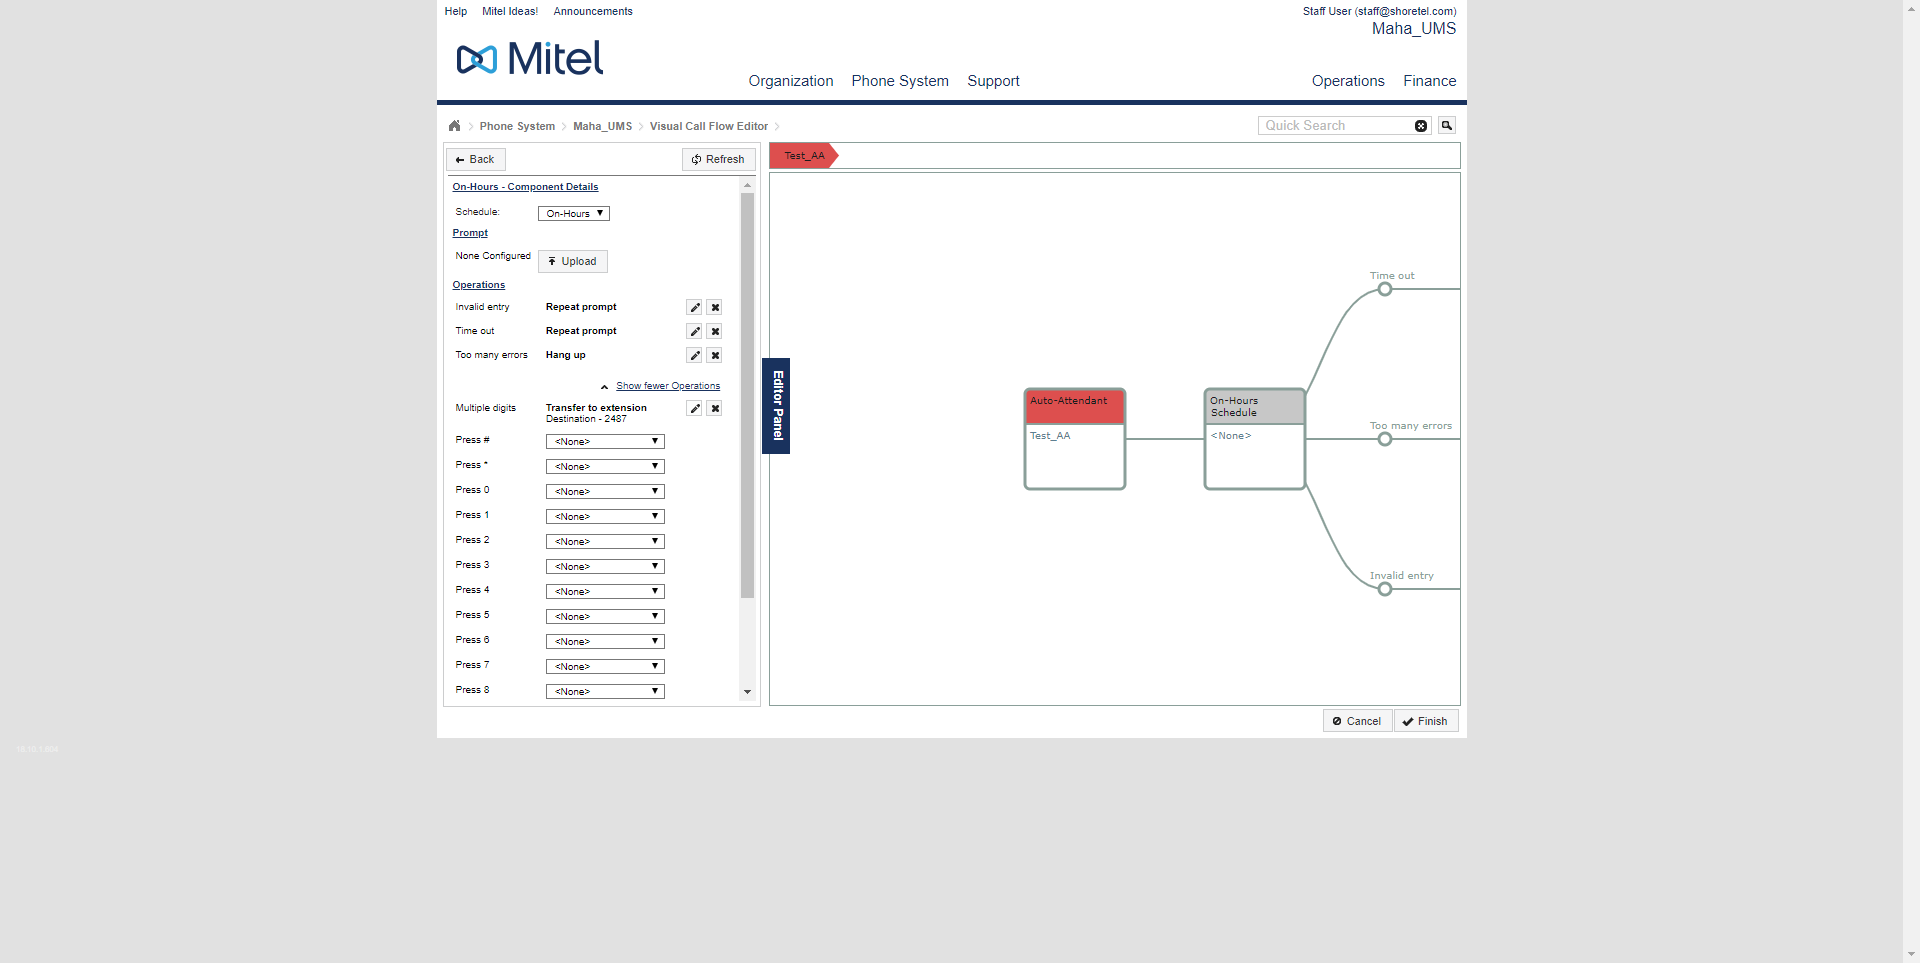 Help Mitel Ideas! Announcements
Staff User (staff@shoretel.com)
Maha_UMS
Mitel
Organization Phone System Support Operations Finance
Phone System Maha_UMS Visual Call Flow Editor
Quick Search
Back Refresh
Test_AA
On-Hours - Component Details
Schedule: On-Hours
Prompt
None Configured Upload
Operations
Invalid entry Repeat prompt
Time out Repeat prompt
Too many errors Hang up
Show fewer Operations
Multiple digits Transfer to extension
Destination - 2487
Press # <None>
Press * <None>
Press 0 <None>
Press 1 <None>
Press 2 <None>
Press 3 <None>
Press 4 <None>
Press 5 <None>
Press 6 <None>
Press 7 <None>
Press 8 <None>
Editor Panel
Auto-Attendant
Test_AA
On-Hours
Schedule
<None>
Time out
Too many errors
Invalid entry
Cancel Finish